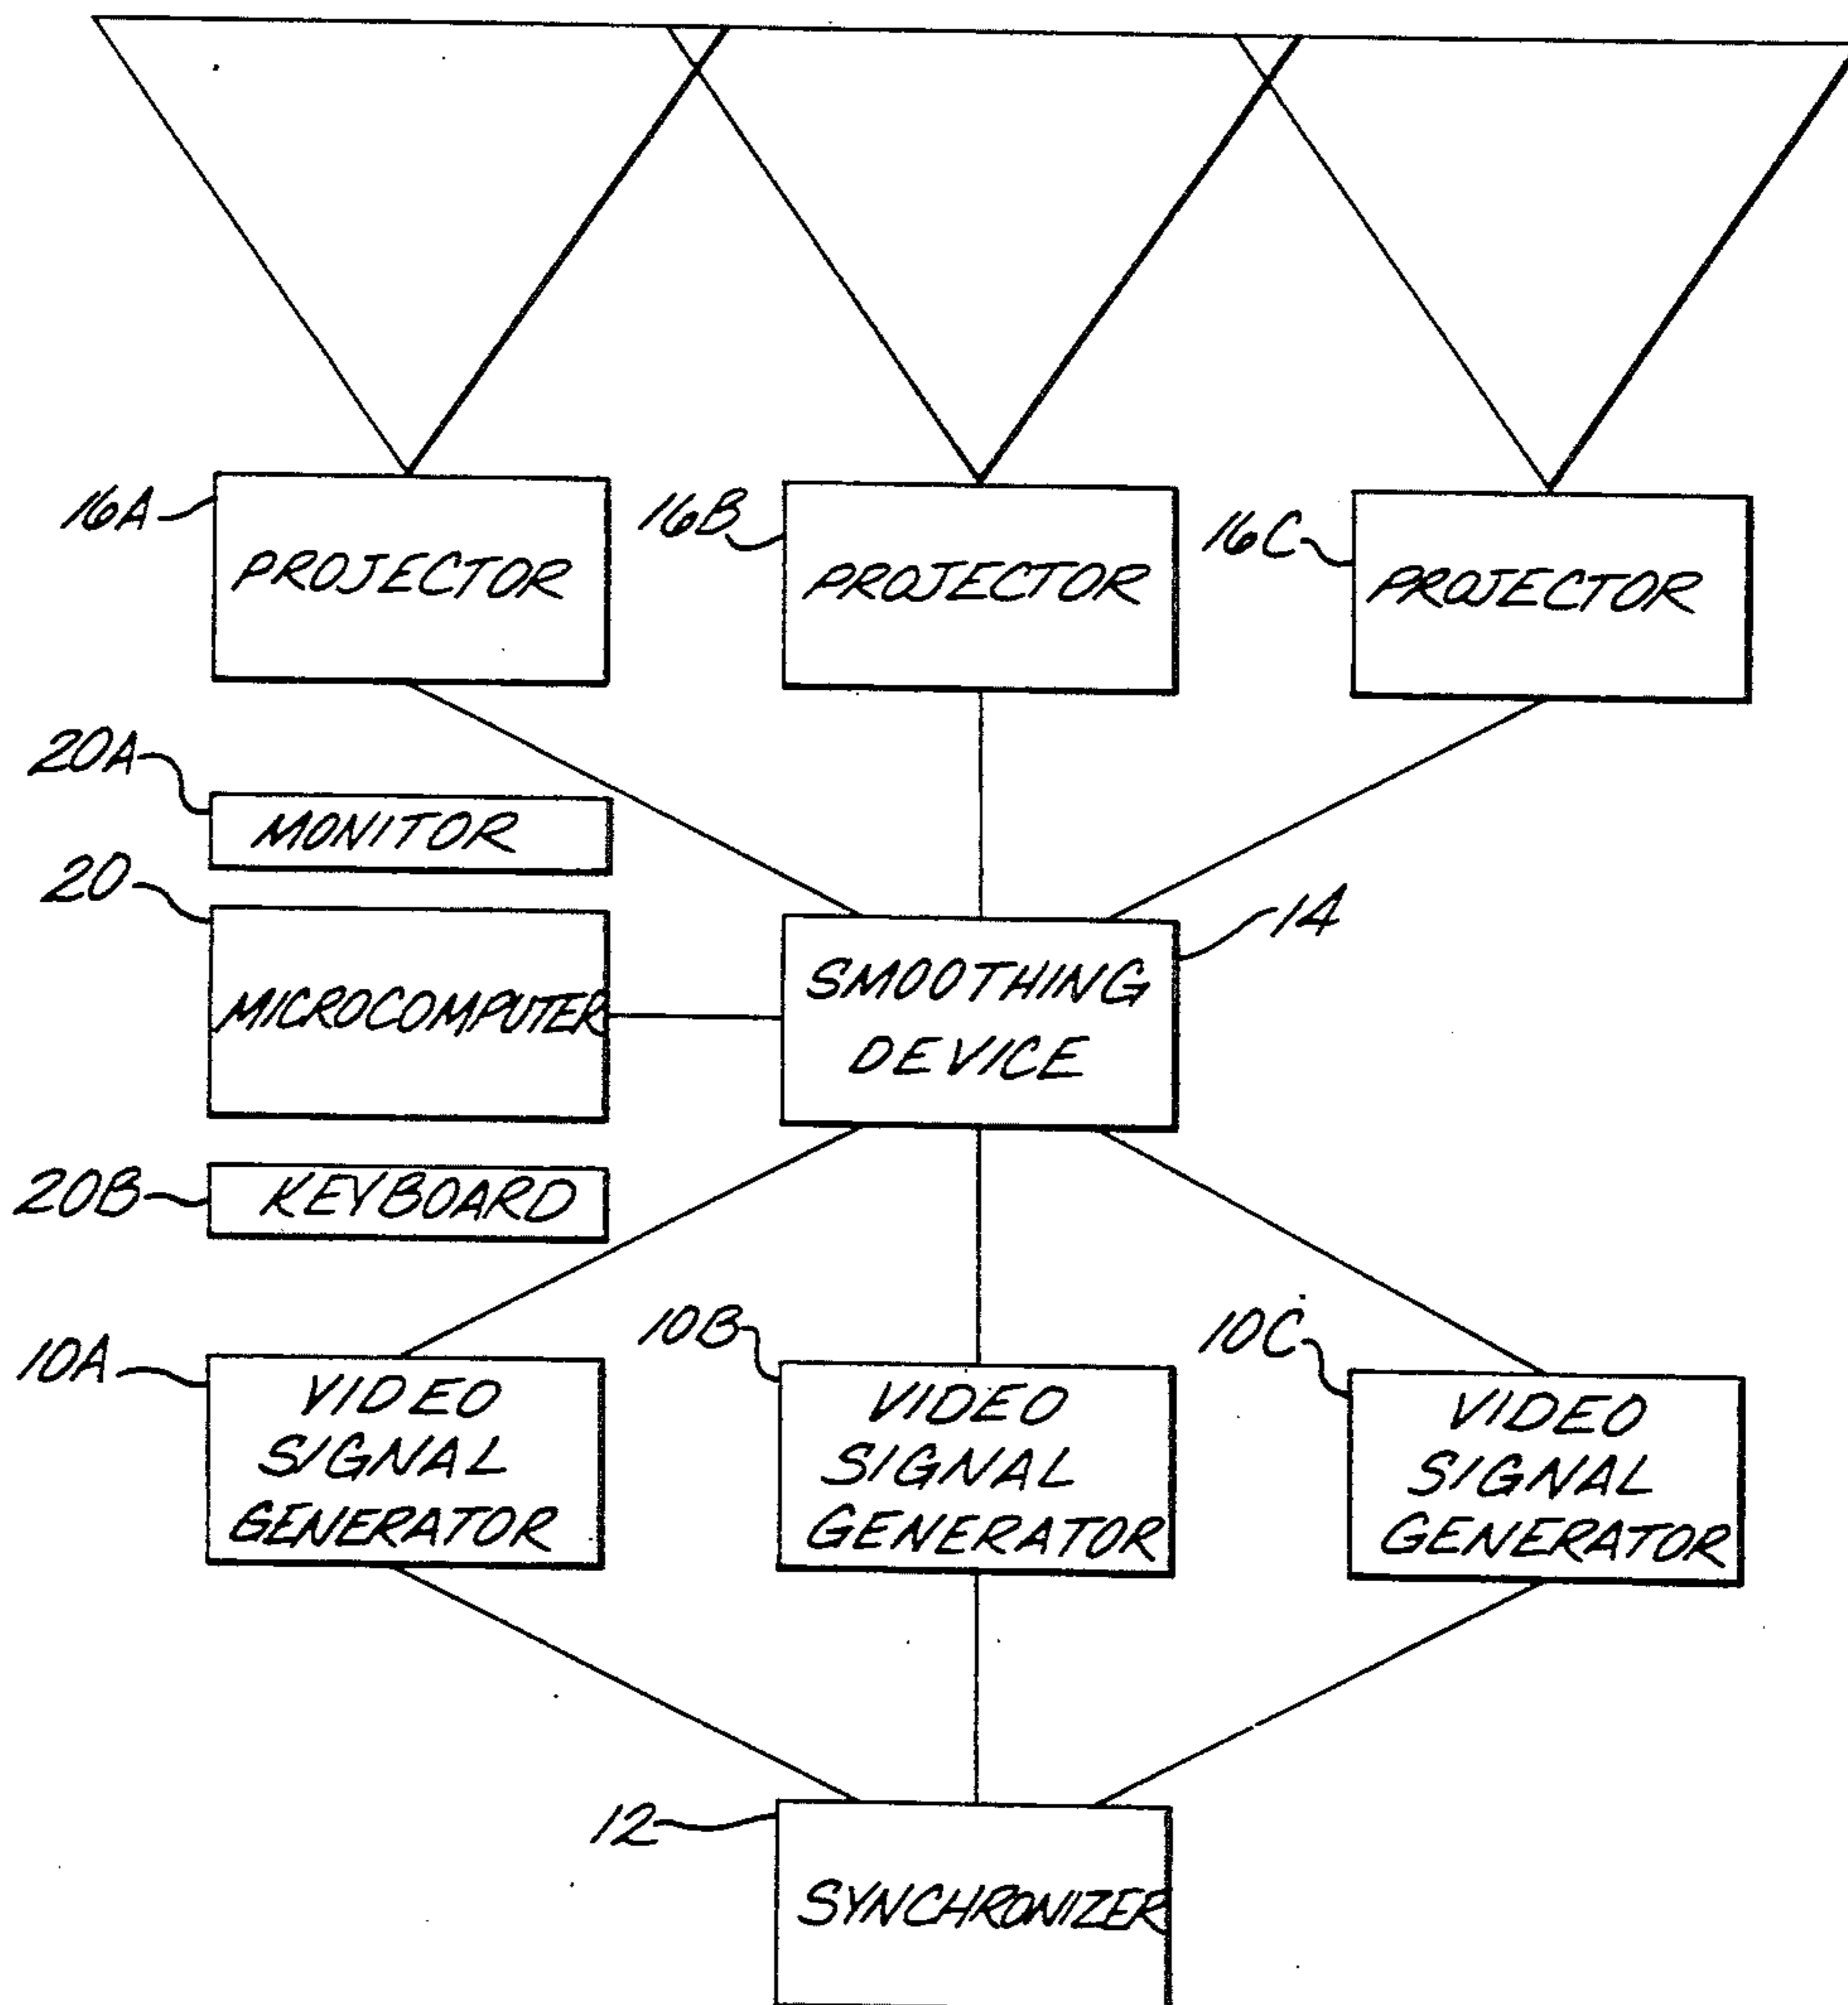 16A
PROJECTOR
16B
PROJECTOR
16C
PROJECTOR
20A
MONITOR
20
MICROCOMPUTER
14
SMOOTHING
DEVICE
20B
KEYBOARD
10A
VIDEO
SIGNAL
GENERATOR
10B
VIDEO
SIGNAL
GENERATOR
10C
VIDEO
SIGNAL
GENERATOR
12
SYNCHRONIZER